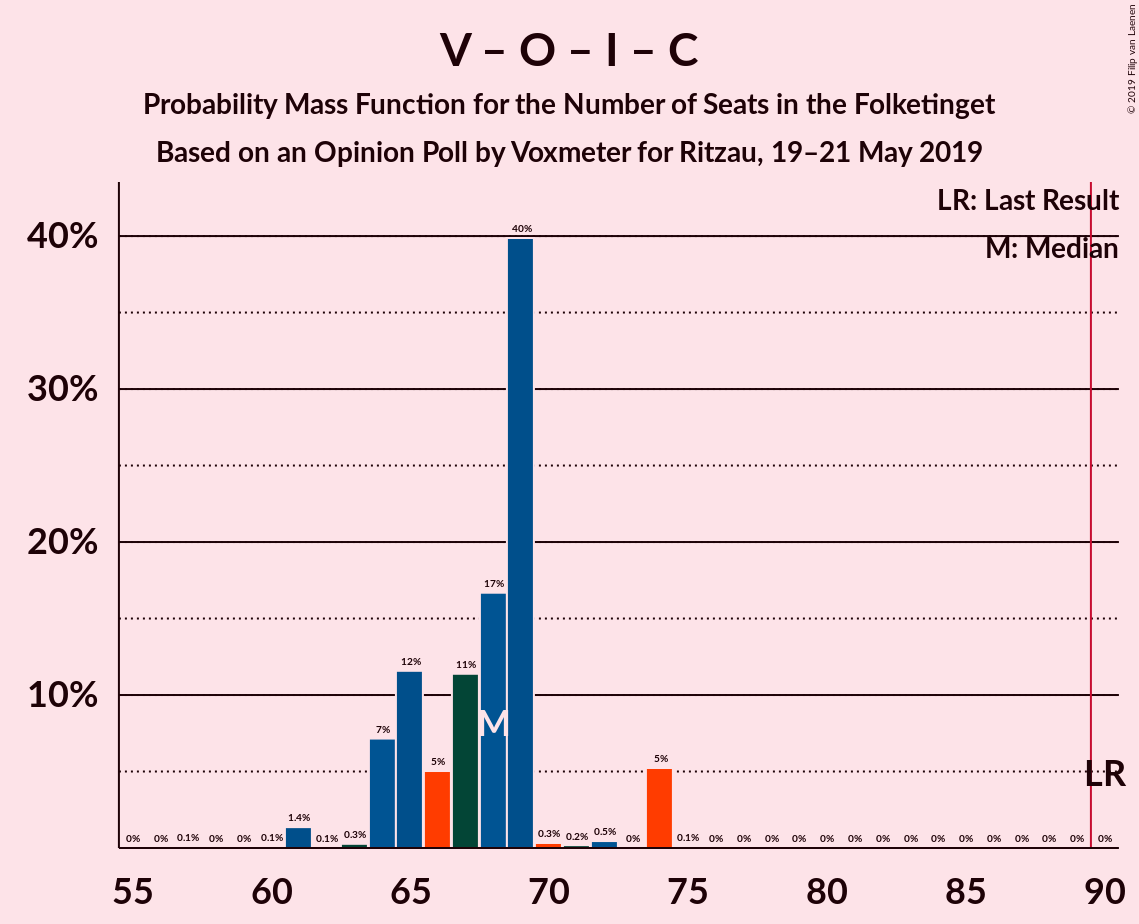 V – O – I – C
Probability Mass Function for the Number of Seats in the Folketinget
Based on an Opinion Poll by Voxmeter for Ritzau, 19–21 May 2019
© 2019 Filip van Laenen
LR: Last Result
M: Median
40%
30%
20%
10%
0% 0% 0.1% 0% 0% 0.1% 1.4% 0.1% 0.3% 7% 12% 5% 11% 17% 40% 0.3% 0.2% 0.5% 0% 5% 0.1% 0% 0% 0% 0% 0% 0% 0% 0% 0% 0% 0% 0% 0% 0% 0%
M
LR
55 60 65 70 75 80 85 90